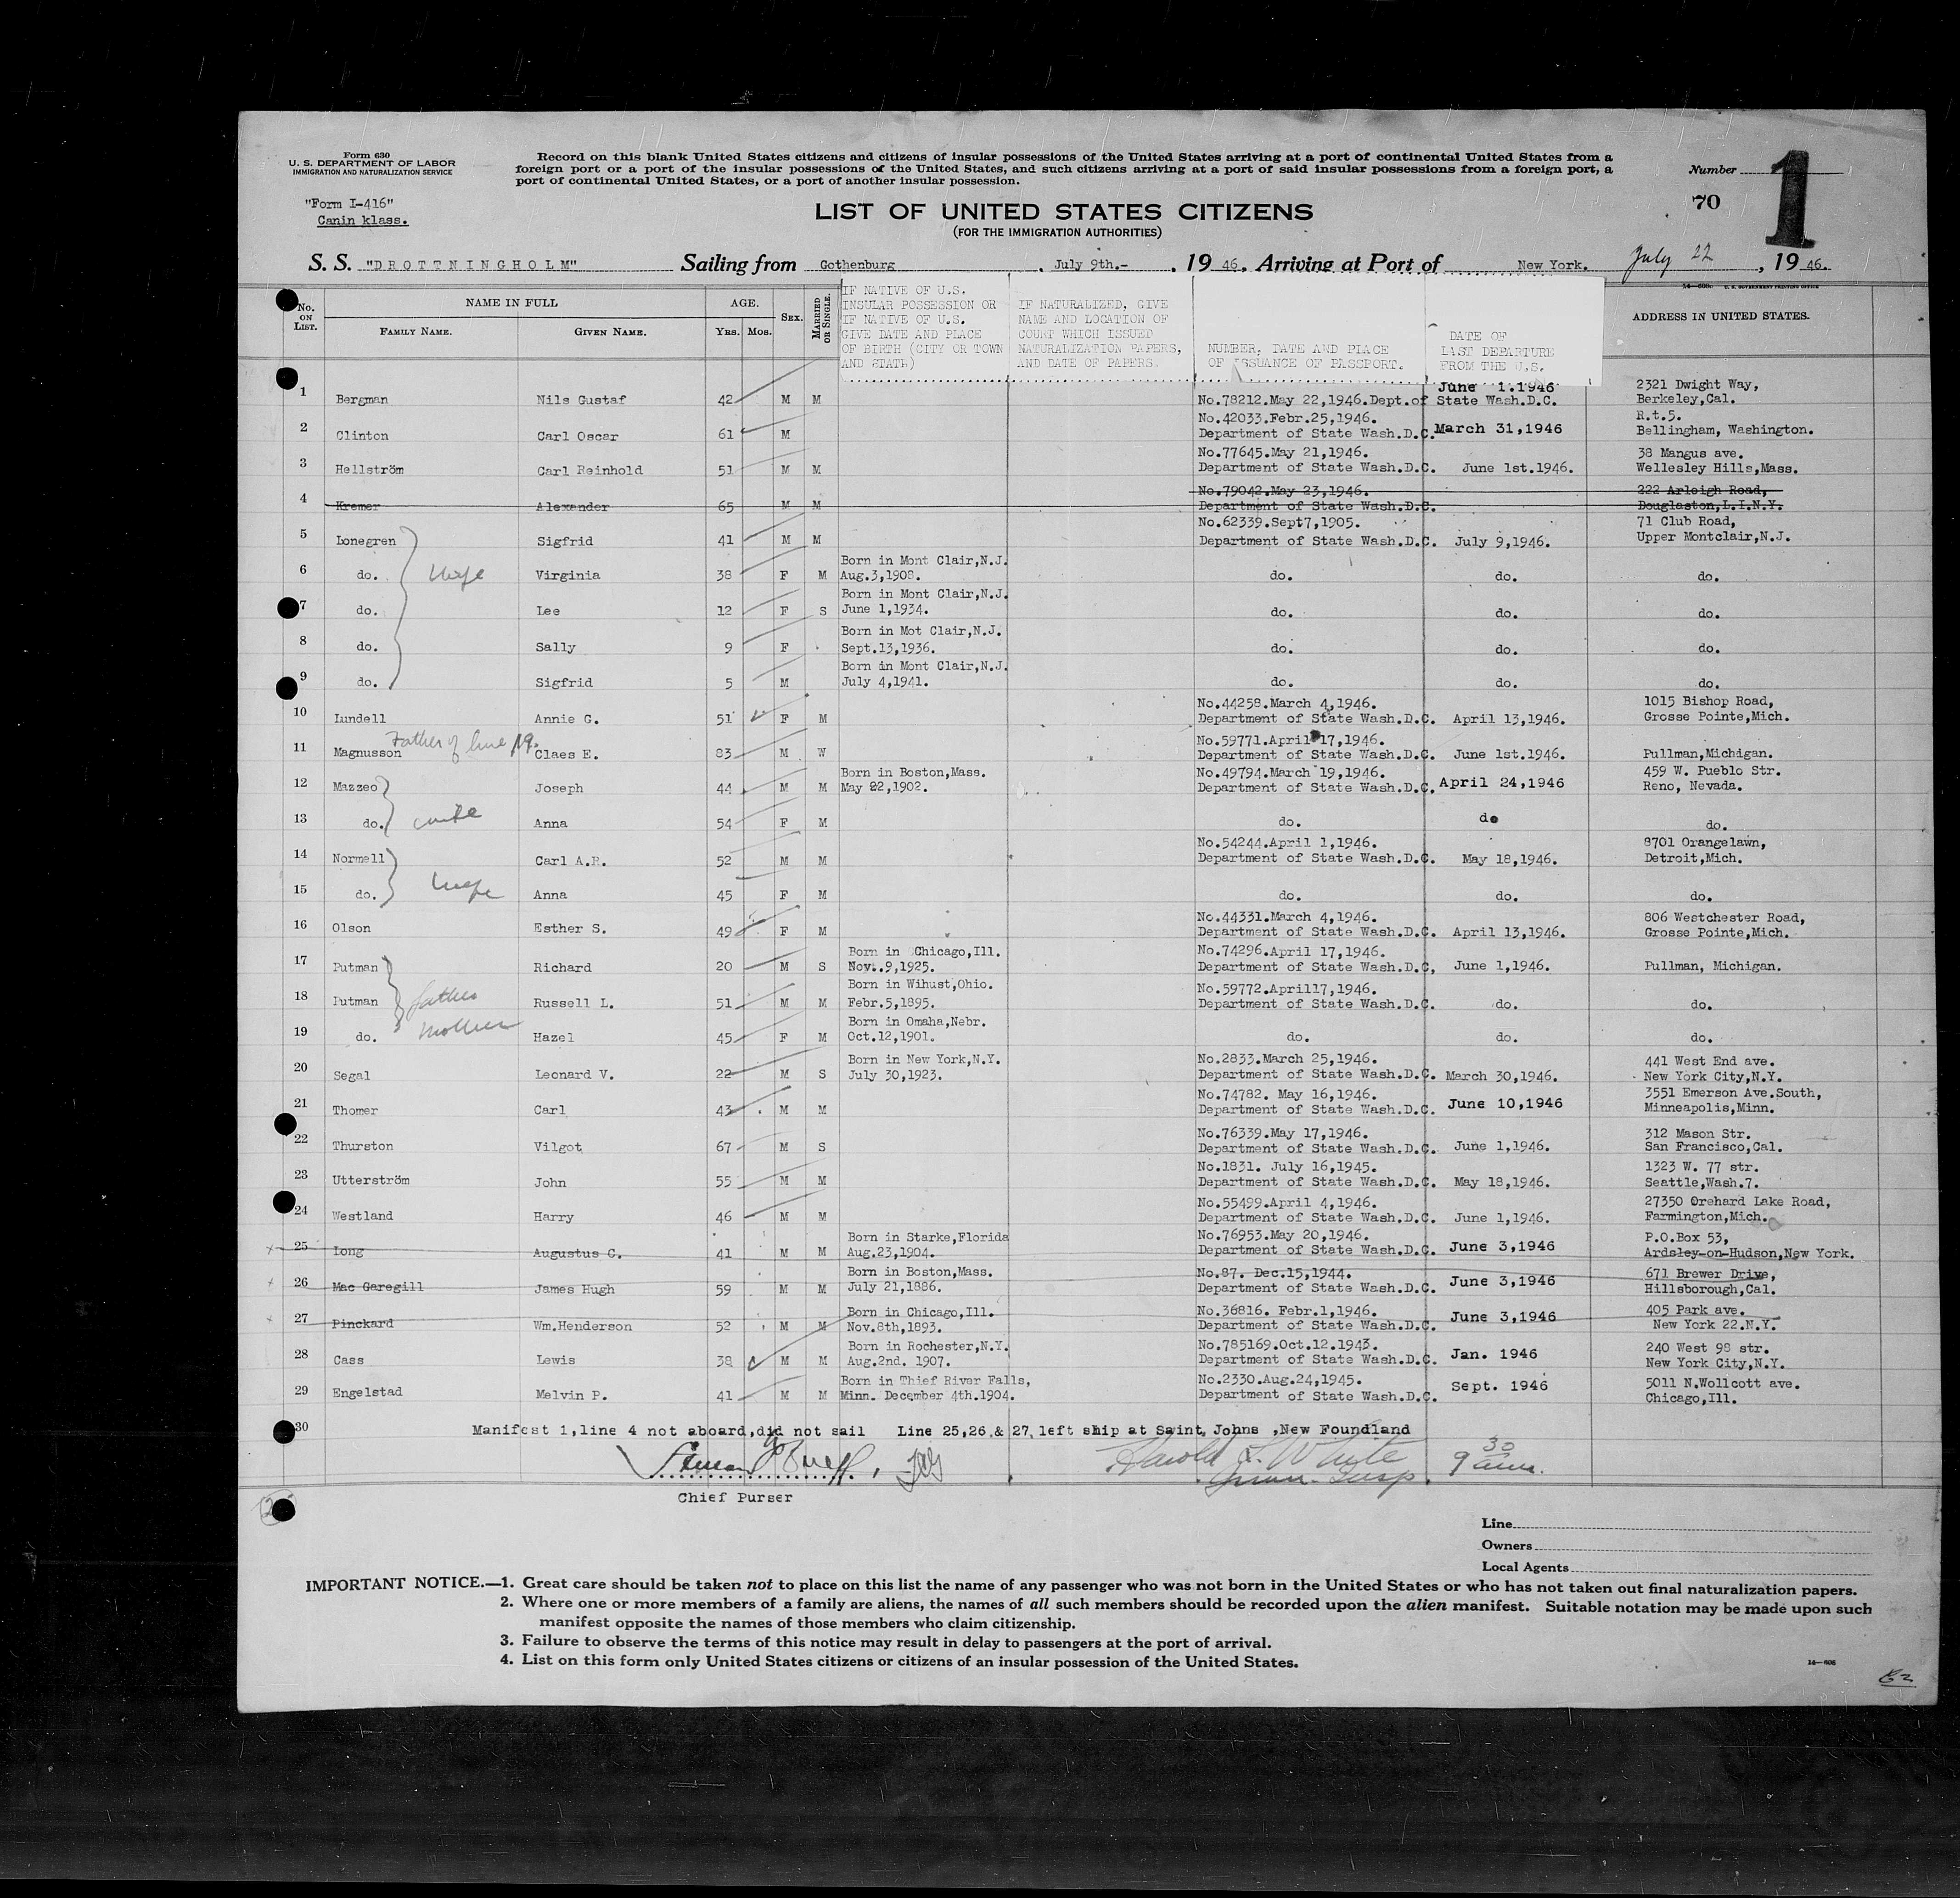 Form 630
U. S. DEPARTMENT OF LABOR
IMMIGRATION AND NATURALIZATION SERVICE
"Form I-416"
Canin klass.
Record on this blank United States citizens and citizens of insular possessions of the United States arriving at a port of continental United States from a
foreign port or a port of the insular possessions of the United States, and such citizens arriving at a port of said insular possessions from a foreign port, a
port of continental United States, or a port of another insular possession.
Number 1
70
LIST OF UNITED STATES CITIZENS
(FOR THE IMMIGRATION AUTHORITIES)
S. S. "DROTTNINGHOLM" Sailing from Gothenburg, July 9th.-, 19 46. Arriving at Port of New York. July 22, 19 46.
14-608 U. S. GOVERNMENT PRINTING OFFICE
No. ON LIST.
NAME IN FULL
FAMILY NAME. GIVEN NAME.
AGE.
YRS. MOS.
SEX.
MARRIED OR SINGLE.
IF NATIVE OF U.S.
INSULAR POSSESSION OR
IF NATIVE OF U.S.
GIVE DATE AND PLACE
OF BIRTH (CITY OR TOWN
AND STATE)
IF NATURALIZED, GIVE
NAME AND LOCATION OF
COURT WHICH ISSUED
NATURALIZATION PAPERS,
AND DATE OF PAPERS.
NUMBER, DATE AND PLACE
OF ISSUANCE OF PASSPORT.
DATE OF
LAST DEPARTURE
FROM THE U.S.
ADDRESS IN UNITED STATES.
June 1.1946 2321 Dwight Way,
1 Bergman Nils Gustaf 42 M M No.78212.May 22,1946.Dept.of State Wash.D.C. Berkeley,Cal.
No.42033.Febr.25,1946. R.t.5.
2 Clinton Carl Oscar 61 M Department of State Wash.D.C. March 31,1946 Bellingham, Washington.
No.77645.May 21,1946. 38 Mangus ave.
3 Hellström Carl Reinhold 51 M M Department of State Wash.D.C. June 1st.1946. Wellesley Hills,Mass.
No.79042.May 23,1946. 222 Arleigh Road,
4 Kremer Alexander 65 M M Department of State Wash.D.C. Douglaston,L.I.N.Y.
No.62339.Sept7,1905. 71 Club Road,
5 Lonegren Sigfrid 41 M M Department of State Wash.D.C. July 9,1946. Upper Montclair,N.J.
Born in Mont Clair,N.J.
6 do. Wife Virginia 38 F M Aug.3,1908. do. do. do.
Born in Mont Clair,N.J.
7 do. Lee 12 F S June 1,1934. do. do. do.
Born in Mot Clair,N.J.
8 do. Sally 9 F Sept.13,1936. do. do. do.
Born in Mont Clair,N.J.
9 do. Sigfrid 5 M July 4,1941. do. do. do.
No.44258.March 4,1946. 1015 Bishop Road,
10 Lundell Annie G. 51 F M Department of State Wash.D.C. April 13,1946. Grosse Pointe,Mich.
Father of line 19. No.59771.April 17,1946.
11 Magnusson Claes E. 83 M W Department of State Wash.D.C. June 1st.1946. Pullman,Michigan.
Born in Boston,Mass. No.49794.March 19,1946. 459 W. Pueblo Str.
12 Mazzeo Joseph 44 M M May 22,1902. Department of State Wash.D.C. April 24,1946 Reno, Nevada.
13 do. wife Anna 54 F M do. do do.
No.54244.April 1,1946. 8701 Orangelawn,
14 Normell Carl A.R. 52 M M Department of State Wash.D.C. May 18,1946. Detroit,Mich.
15 do. Wife Anna 45 F M do. do. do.
No.44331.March 4,1946. 806 Westchester Road,
16 Olson Esther S. 49 F M Department of State Wash.D.C. April 13,1946. Grosse Pointe,Mich.
Born in Chicago,Ill. No.74296.April 17,1946.
17 Putman Richard 20 M S Nov.9,1925. Department of State Wash.D.C, June 1,1946. Pullman, Michigan.
Born in Wihust,Ohio. No.59772.April17,1946.
18 Putman father Russell L. 51 M M Febr.5,1895. Department of State Wash.D.C. do. do.
Born in Omaha,Nebr.
19 do. mother Hazel 45 F M Oct.12,1901. do. do. do.
Born in New York,N.Y. No.2833.March 25,1946. 441 West End ave.
20 Segal Leonard V. 22 M S July 30,1923. Department of State Wash.D.C. March 30,1946. New York City,N.Y.
No.74782. May 16,1946. 3551 Emerson Ave.South,
21 Thomer Carl 43 M M Department of State Wash.D.C. June 10,1946 Minneapolis,Minn.
No.76339.May 17,1946. 312 Mason Str.
22 Thurston Vilgot 67 M S Department of State Wash.D.C. June 1,1946. San Francisco,Cal.
No.1831. July 16,1945. 1323 W. 77 str.
23 Utterström John 55 M M Department of State Wash.D.C. May 18,1946. Seattle,Wash.7.
No.55499.April 4,1946. 27350 Orehard Lake Road,
24 Westland Harry 46 M M Department of State Wash.D.C. June 1,1946. Farmington,Mich.
Born in Starke,Florida No.76953.May 20,1946. P.O.Box 53,
25 Long Augustus C. 41 M M Aug.23,1904. Department of State Wash.D.C. June 3,1946 Ardsley-on-Hudson,New York.
Born in Boston,Mass. No.87. Dec.15,1944. 671 Brewer Drive,
26 Mac Garegill James Hugh 59 M M July 21,1886. Department of State Wash.D.C. June 3,1946 Hillsborough,Cal.
Born in Chicago,Ill. No.36816. Febr.1,1946. 405 Park ave.
27 Pinckard Wm.Henderson 52 M M Nov.8th,1893. Department of State Wash.D.C. June 3,1946 New York 22.N.Y.
Born in Rochester,N.Y. No.785169.Oct.12.1943. 240 West 98 str.
28 Cass Lewis 38 M M Aug.2nd. 1907. Department of State Wash.D.C. Jan. 1946 New York City,N.Y.
Born in Thief River Falls, No.2330.Aug.24,1945. 5011 N.Wolicott ave.
29 Engelstad Melvin P. 41 M M Minn. December 4th.1904. Department of State Wash.D.C. Sept. 1946 Chicago,Ill.
30 Manifest 1,line 4 not aboard,did not sail Line 25,26 & 27 left ship at Saint Johns ,New Foundland
Harold L. White 9 30 am.
Imm. Insp.
Chief Purser
Line
Owners
Local Agents
IMPORTANT NOTICE.—1. Great care should be taken not to place on this list the name of any passenger who was not born in the United States or who has not taken out final naturalization papers.
2. Where one or more members of a family are aliens, the names of all such members should be recorded upon the alien manifest. Suitable notation may be made upon such
manifest opposite the names of those members who claim citizenship.
3. Failure to observe the terms of this notice may result in delay to passengers at the port of arrival.
4. List on this form only United States citizens or citizens of an insular possession of the United States.
14-608